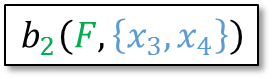 b₂(F, {x₃, x₄})